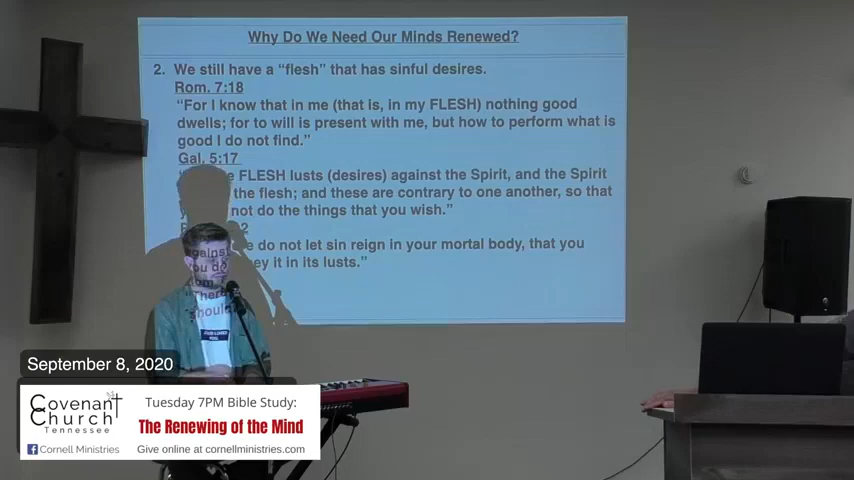 Why Do We Need Our Minds Renewed?
2. We still have a "flesh" that has sinful desires.
Rom. 7:18
"For I know that in me (that is, in my FLESH) nothing good
dwells; for to will is present with me, but how to perform what is
good I do not find."
Gal. 5:17
FLESH lusts (desires) against the Spirit, and the Spirit
the flesh; and these are contrary to one another, so that
not do the things that you wish."
do not let sin reign in your mortal body, that you
it in its lusts."
September 8, 2020
Covenant
Church
Tennessee
Cornell Ministries
Tuesday 7PM Bible Study:
The Renewing of the Mind
Give online at cornellministries.com